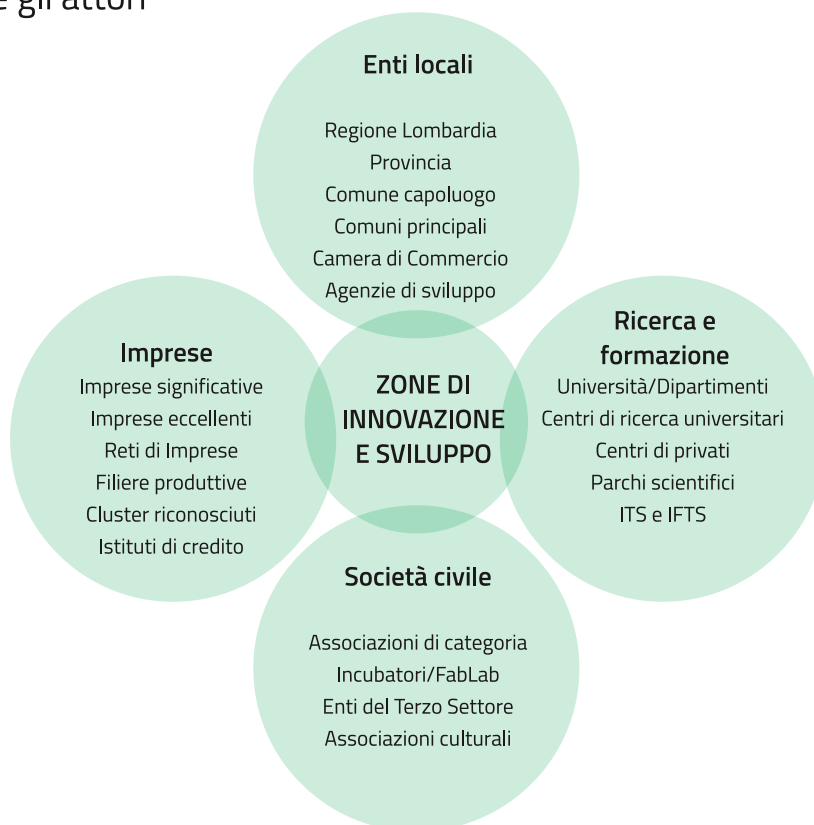 e gli attori
Enti locali
Regione Lombardia
Provincia
Comune capoluogo
Comuni principali
Camera di Commercio
Agenzie di sviluppo
Imprese
Imprese significative
Imprese eccellenti
Reti di Imprese
Filiere produttive
Cluster riconosciuti
Istituti di credito
ZONE DI
INNOVAZIONE
E SVILUPPO
Ricerca e
formazione
Università/Dipartimenti
Centri di ricerca universitari
Centri di privati
Parchi scientifici
ITS e IFTS
Società civile
Associazioni di categoria
Incubatori/FabLab
Enti del Terzo Settore
Associazioni culturali